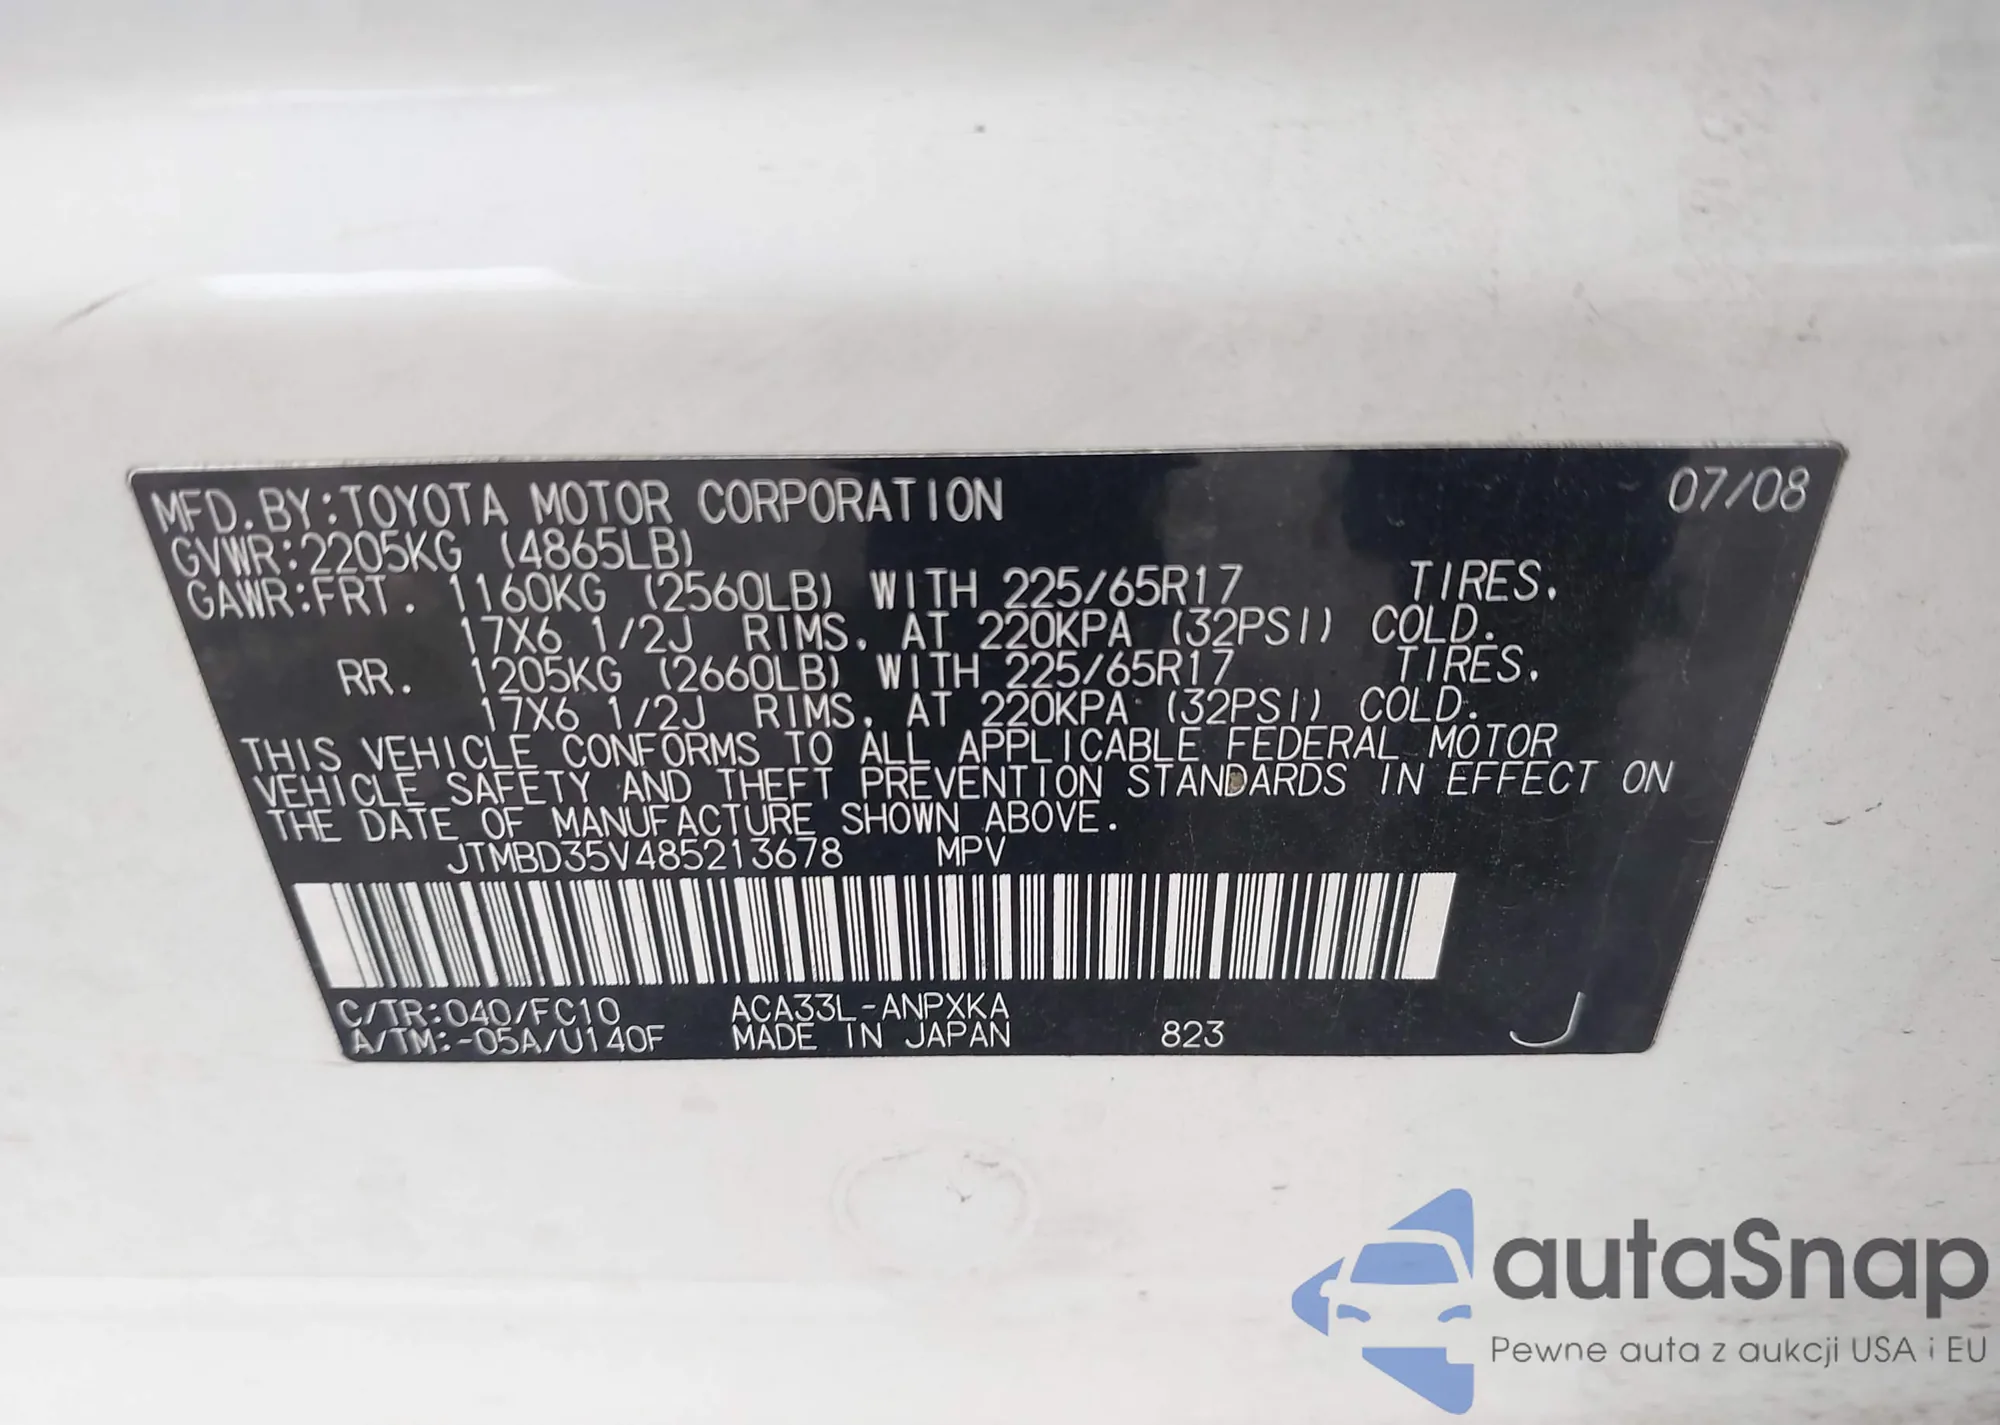 07/08
MFD.BY:TOYOTA MOTOR CORPORATION
GVWR:2205KG (4865LB)
GAWR:FRT. 1160KG (2560LB) WITH 225/65R17 TIRES.
17X6 1/2J RIMS, AT 220KPA (32PSI) COLD.
RR. 1205KG (2660LB) WITH 225/65R17 TIRES.
17X6 1/2J RIMS, AT 220KPA (32PSI) COLD.
THIS VEHICLE CONFORMS TO ALL APPLICABLE FEDERAL MOTOR
VEHICLE SAFETY AND THEFT PREVENTION STANDARDS IN EFFECT ON
THE DATE OF MANUFACTURE SHOWN ABOVE.
JTMBD35V485213678 MPV
C/TR:040/FC10 ACA33L-ANPXKA
A/TM:-05A/U140F MADE IN JAPAN 823 J
autaSnap
Pewne auta z aukcji USA i EU